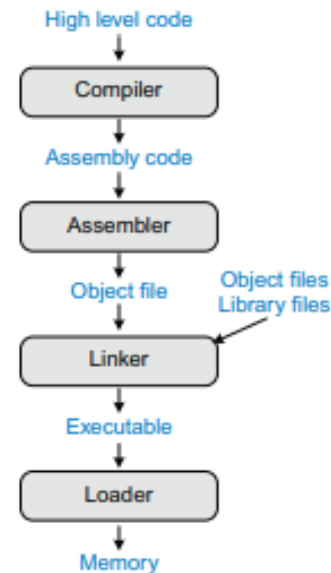 High level code
Compiler
Assembly code
Assembler
Object file
Object files
Library files
Linker
Executable
Loader
Memory